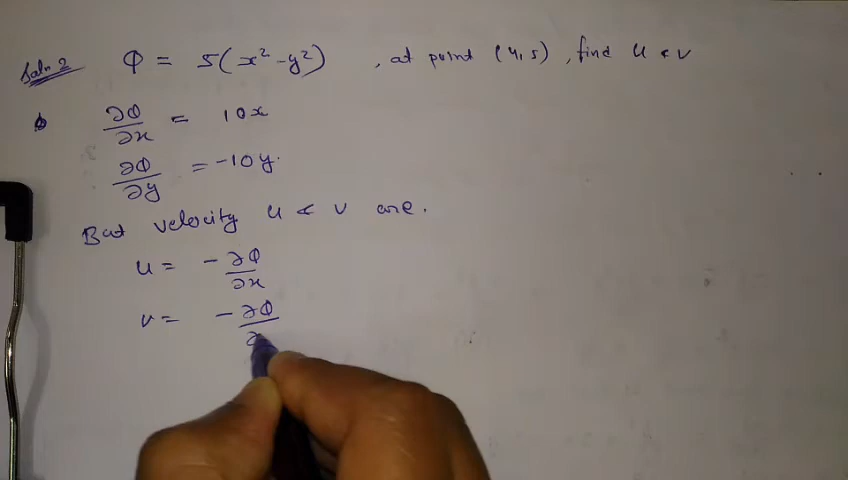 Soln 2 Φ = 5(x² - y²) , at point (4,5), find u & v
∂Φ/∂x = 10x
∂Φ/∂y = -10y.
But velocity u & v are.
u = -∂Φ/∂x
v = -∂Φ/∂